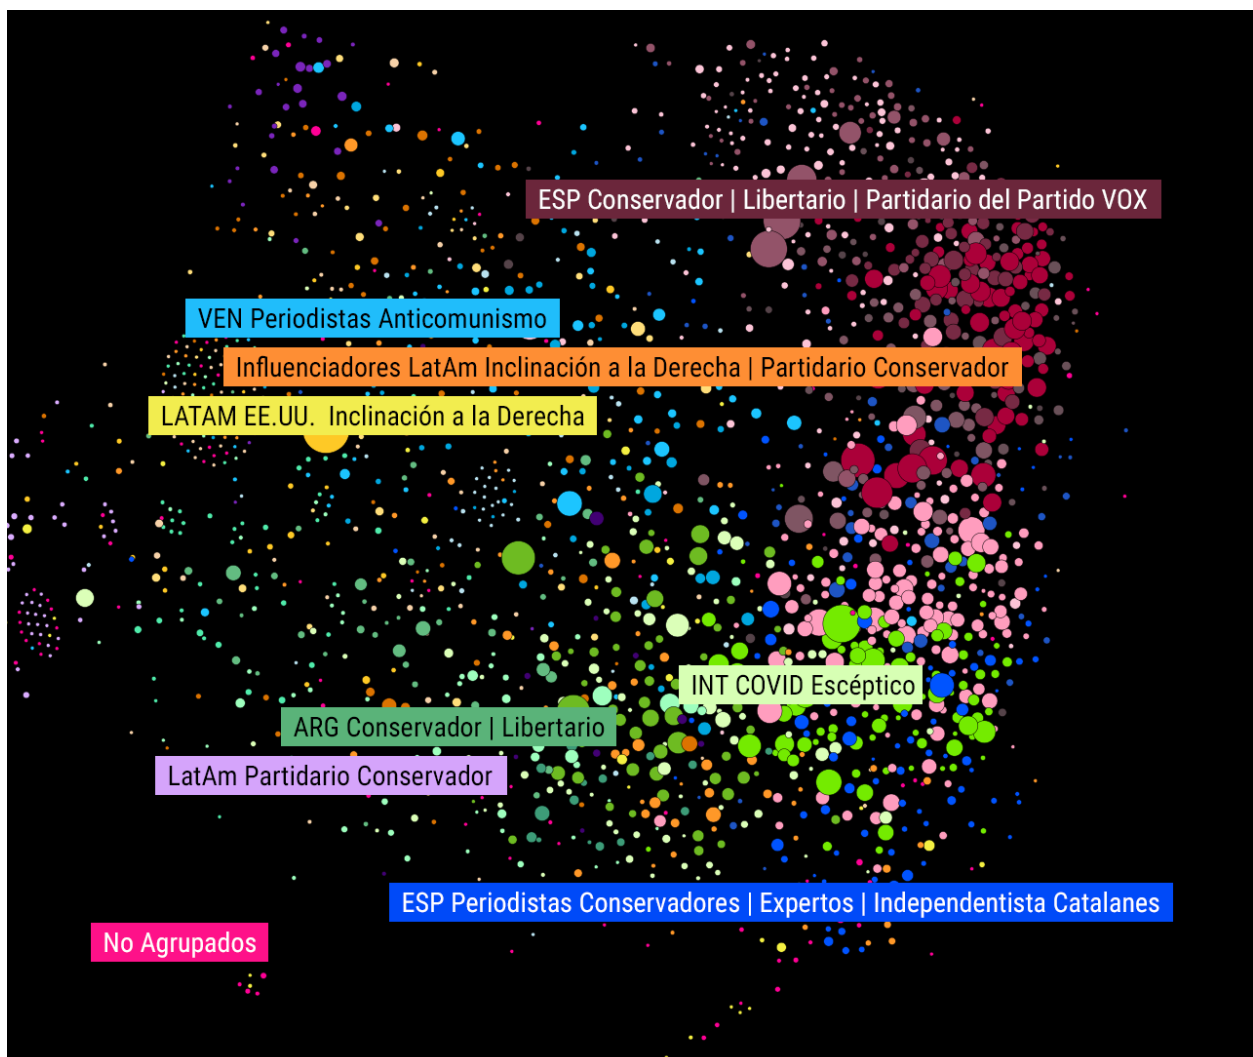 ESP Conservador | Libertario | Partidario del Partido VOX
VEN Periodistas Anticomunismo
Influenciadores LatAm Inclinación a la Derecha | Partidario Conservador
LATAM EE.UU.  Inclinación a la Derecha
INT COVID Escéptico
ARG Conservador | Libertario
LatAm Partidario Conservador
ESP Periodistas Conservadores | Expertos | Independentista Catalanes
No Agrupados